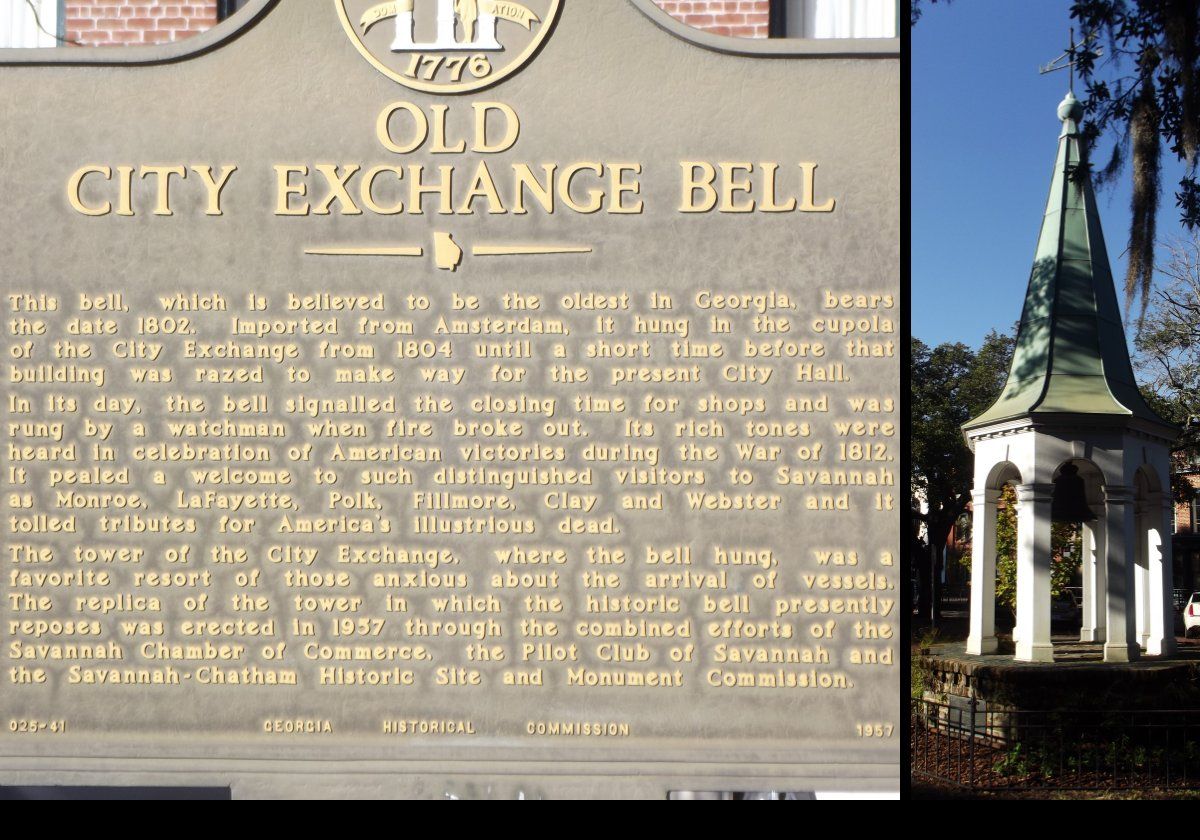 1776
OLD
CITY EXCHANGE BELL
This bell, which is believed to be the oldest in Georgia, bears
the date 1802. Imported from Amsterdam, it hung in the cupola
of the City Exchange from 1804 until a short time before that
building was razed to make way for the present City Hall.
In its day, the bell signalled the closing time for shops and was
rung by a watchman when fire broke out. Its rich tones were
heard in celebration of American victories during the War of 1812.
It pealed a welcome to such distinguished visitors to Savannah
as Monroe, LaFayette, Polk, Fillmore, Clay and Webster and it
tolled tributes for America's illustrious dead.
The tower of the City Exchange, where the bell hung, was a
favorite resort of those anxious about the arrival of vessels.
The replica of the tower in which the historic bell presently
reposes was erected in 1957 through the combined efforts of the
Savannah Chamber of Commerce, the Pilot Club of Savannah and
the Savannah-Chatham Historic Site and Monument Commission.
025-41 GEORGIA HISTORICAL COMMISSION 1957